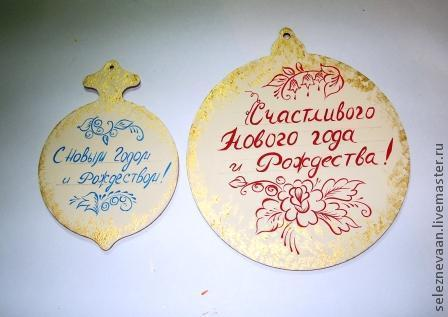 С Новым Годом
и Рождеством!
Счастливого
Нового года
и Рождества!
seleznevaan.livemaster.ru